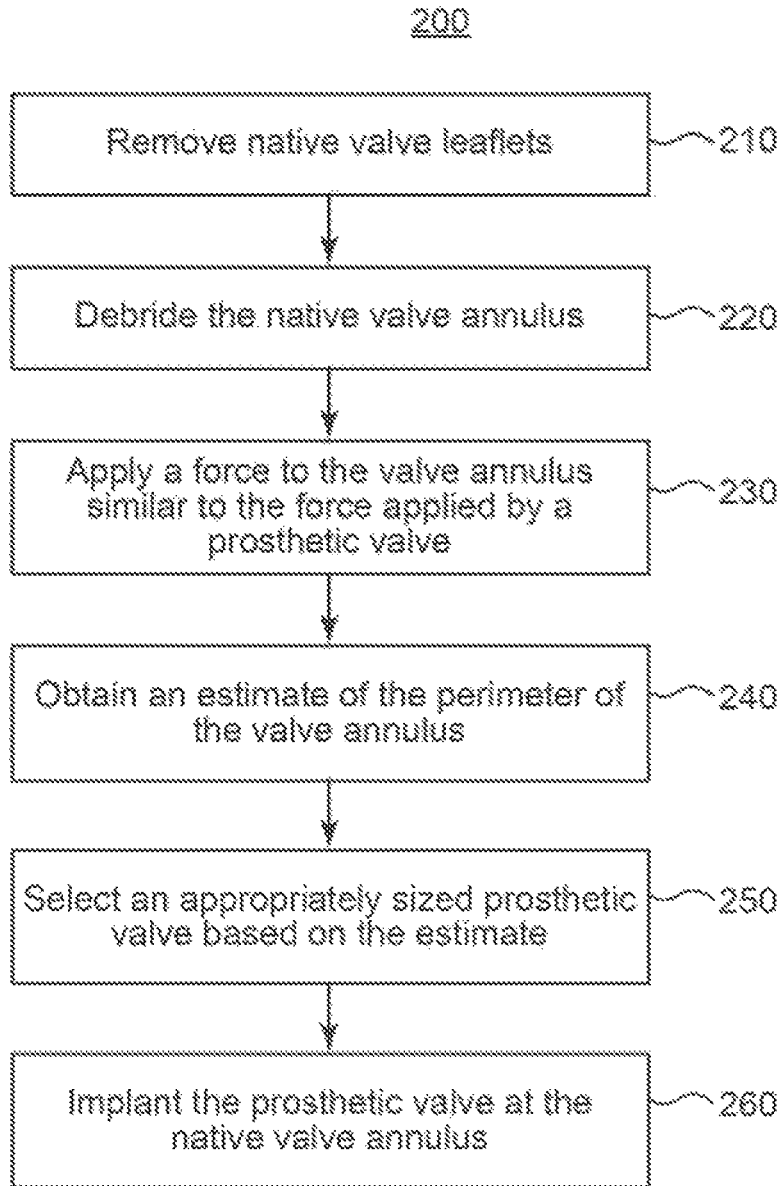 200
Remove native valve leaflets
210
Debride the native valve annulus
220
Apply a force to the valve annulus
similar to the force applied by a
prosthetic valve
230
Obtain an estimate of the perimeter of
the valve annulus
240
Select an appropriately sized prosthetic
valve based on the estimate
250
Implant the prosthetic valve at the
native valve annulus
260